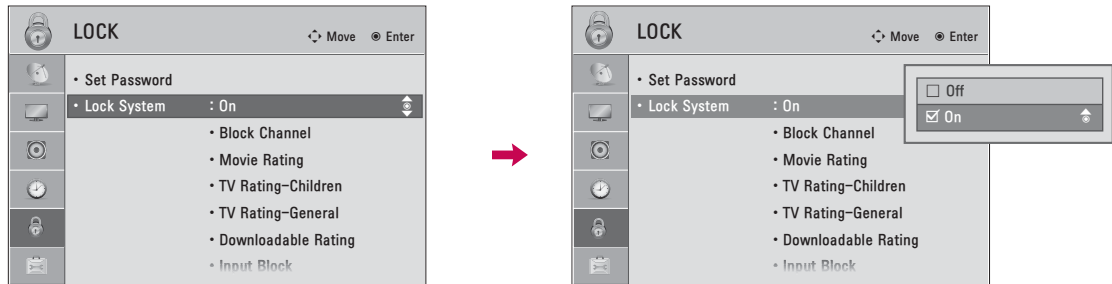 LOCK
Move Enter
• Set Password
• Lock System : On
• Block Channel
• Movie Rating
• TV Rating-Children
• TV Rating-General
• Downloadable Rating
• Input Block
LOCK
Move Enter
• Set Password
• Lock System : On
• Block Channel
• Movie Rating
• TV Rating-Children
• TV Rating-General
• Downloadable Rating
• Input Block
☐ Off
☑ On